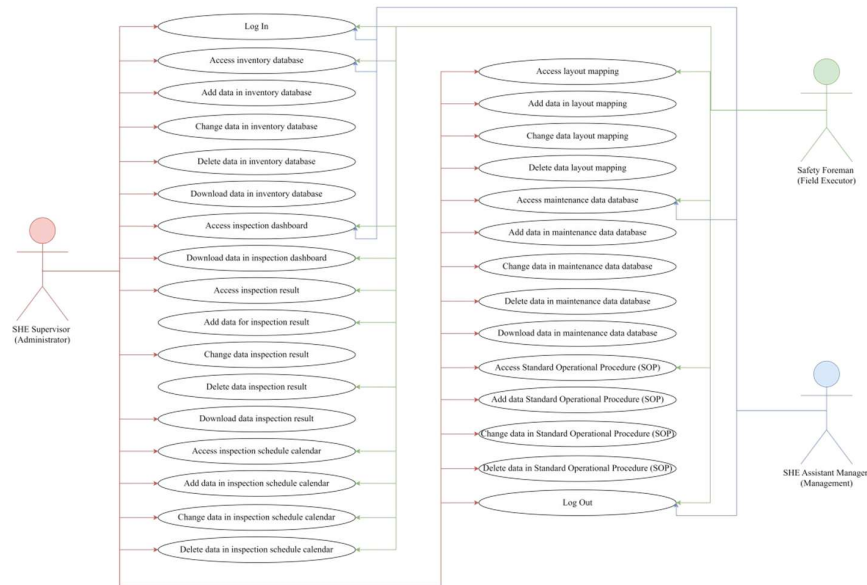 Log In
Access inventory database
Add data in inventory database
Change data in inventory database
Delete data in inventory database
Download data in inventory database
Access inspection dashboard
Download data in inspection dashboard
Access inspection result
Add data for inspection result
Change data inspection result
Delete data inspection result
Download data inspection result
Access inspection schedule calendar
Add data in inspection schedule calendar
Change data in inspection schedule calendar
Delete data in inspection schedule calendar
SHE Supervisor
(Administrator)
Access layout mapping
Add data in layout mapping
Change data layout mapping
Delete data layout mapping
Access maintenance data database
Add data in maintenance data database
Change data in maintenance data database
Delete data in maintenance data database
Download data in maintenance data database
Access Standard Operational Procedure (SOP)
Add data Standard Operational Procedure (SOP)
Change data in Standard Operational Procedure (SOP)
Delete data in Standard Operational Procedure (SOP)
Log Out
Safety Foreman
(Field Executor)
SHE Assistant Manager
(Management)